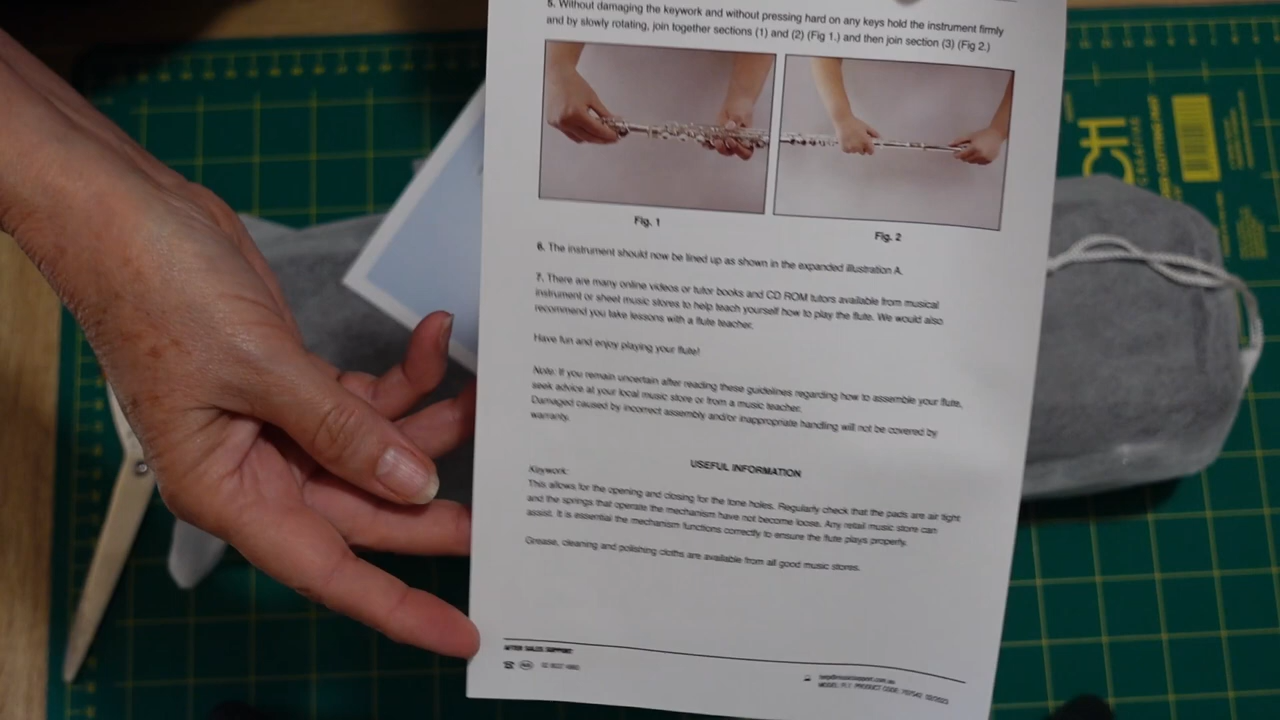 5. Without damaging the keywork and without pressing hard on any keys hold the instrument firmly
and by slowly rotating, join together sections (1) and (2) (Fig 1.) and then join section (3) (Fig 2.)
Fig. 1
Fig. 2
6. The instrument should now be lined up as shown in the expanded illustration A.
7. There are many online videos or tutor books and CD ROM tutors available from musical
instrument or sheet music stores to help teach yourself how to play the flute. We would also
recommend you take lessons with a flute teacher.
Have fun and enjoy playing your flute!
Note: If you remain uncertain after reading these guidelines regarding how to assemble your flute,
seek advice at your local music store or from a music teacher.
Damaged caused by incorrect assembly and/or inappropriate handling will not be covered by
warranty.
USEFUL INFORMATION
Keywork:
This allows for the opening and closing for the tone holes. Regularly check that the pads are air tight
and the springs that operate the mechanism have not become loose. Any retail music store can
assist. It is essential the mechanism functions correctly to ensure the flute plays properly.
Grease, cleaning and polishing cloths are available from all good music stores.
AFTER SALES SUPPORT
MODEL: PRODUCT CODE:
CH